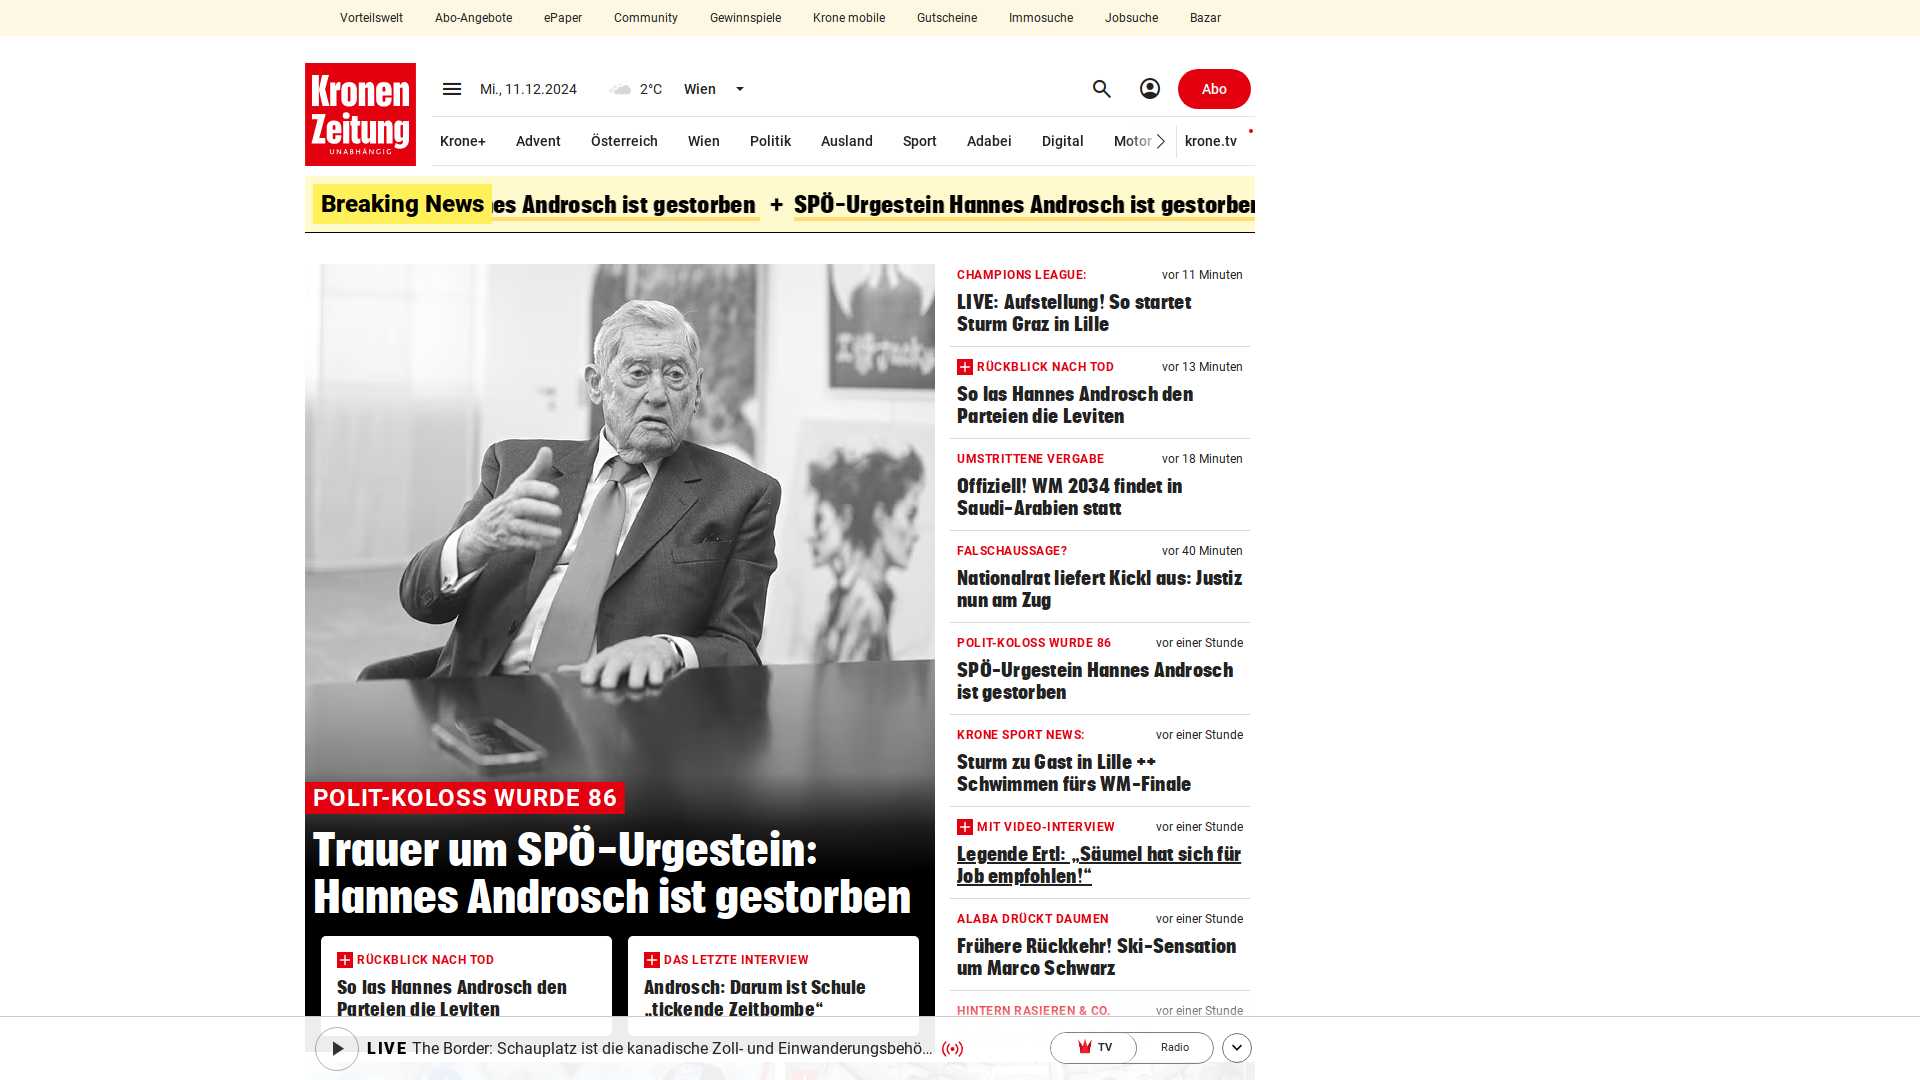 Vorteilswelt Abo-Angebote ePaper Community Gewinnspiele Krone mobile Gutscheine Immosuche Jobsuche Bazar
Kronen
Zeitung
UNABHÄNGIG
Mi., 11.12.2024 2°C Wien Abo
Krone+ Advent Österreich Wien Politik Ausland Sport Adabei Digital Motor krone.tv
Breaking News es Androsch ist gestorben + SPÖ-Urgestein Hannes Androsch ist gestorben
POLIT-KOLOSS WURDE 86
Trauer um SPÖ-Urgestein:
Hannes Androsch ist gestorben
RÜCKBLICK NACH TOD
So las Hannes Androsch den
Parteien die Leviten
DAS LETZTE INTERVIEW
Androsch: Darum ist Schule
„tickende Zeitbombe“
CHAMPIONS LEAGUE: vor 11 Minuten
LIVE: Aufstellung! So startet
Sturm Graz in Lille
RÜCKBLICK NACH TOD vor 13 Minuten
So las Hannes Androsch den
Parteien die Leviten
UMSTRITTENE VERGABE vor 18 Minuten
Offiziell! WM 2034 findet in
Saudi-Arabien statt
FALSCHAUSSAGE? vor 40 Minuten
Nationalrat liefert Kickl aus: Justiz
nun am Zug
POLIT-KOLOSS WURDE 86 vor einer Stunde
SPÖ-Urgestein Hannes Androsch
ist gestorben
KRONE SPORT NEWS: vor einer Stunde
Sturm zu Gast in Lille ++
Schwimmen fürs WM-Finale
MIT VIDEO-INTERVIEW vor einer Stunde
Legende Ertl: „Säumel hat sich für
Job empfohlen!“
ALABA DRÜCKT DAUMEN vor einer Stunde
Frühere Rückkehr! Ski-Sensation
um Marco Schwarz
HINTERN RASIEREN & CO. vor einer Stunde
LIVE The Border: Schauplatz ist die kanadische Zoll- und Einwanderungsbehö... TV Radio